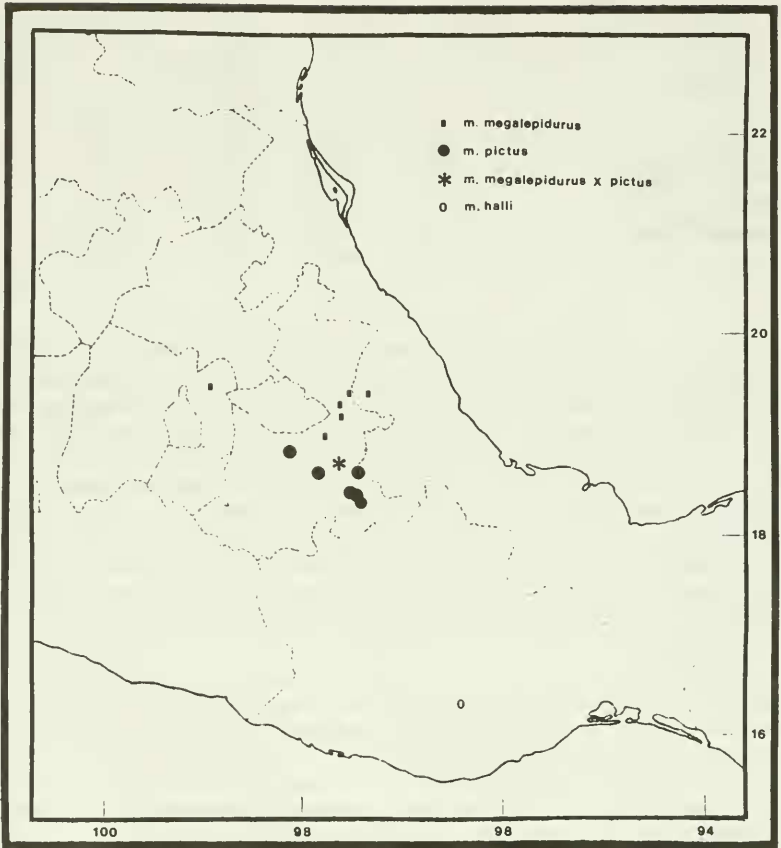 m. megalepidurus
m. pictus
m. megalepidurus x pictus
o m. halli
22
20
18
16
o
100 98 98 94